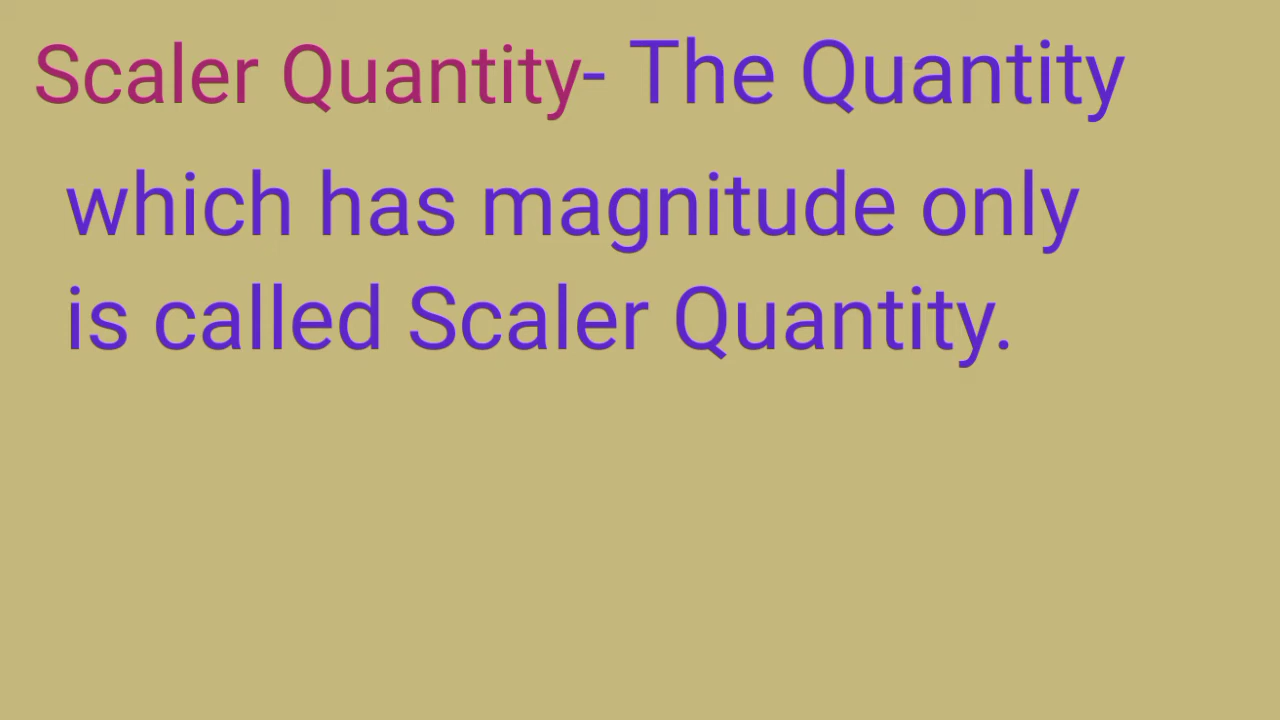 Scaler Quantity- The Quantity
which has magnitude only
is called Scaler Quantity.